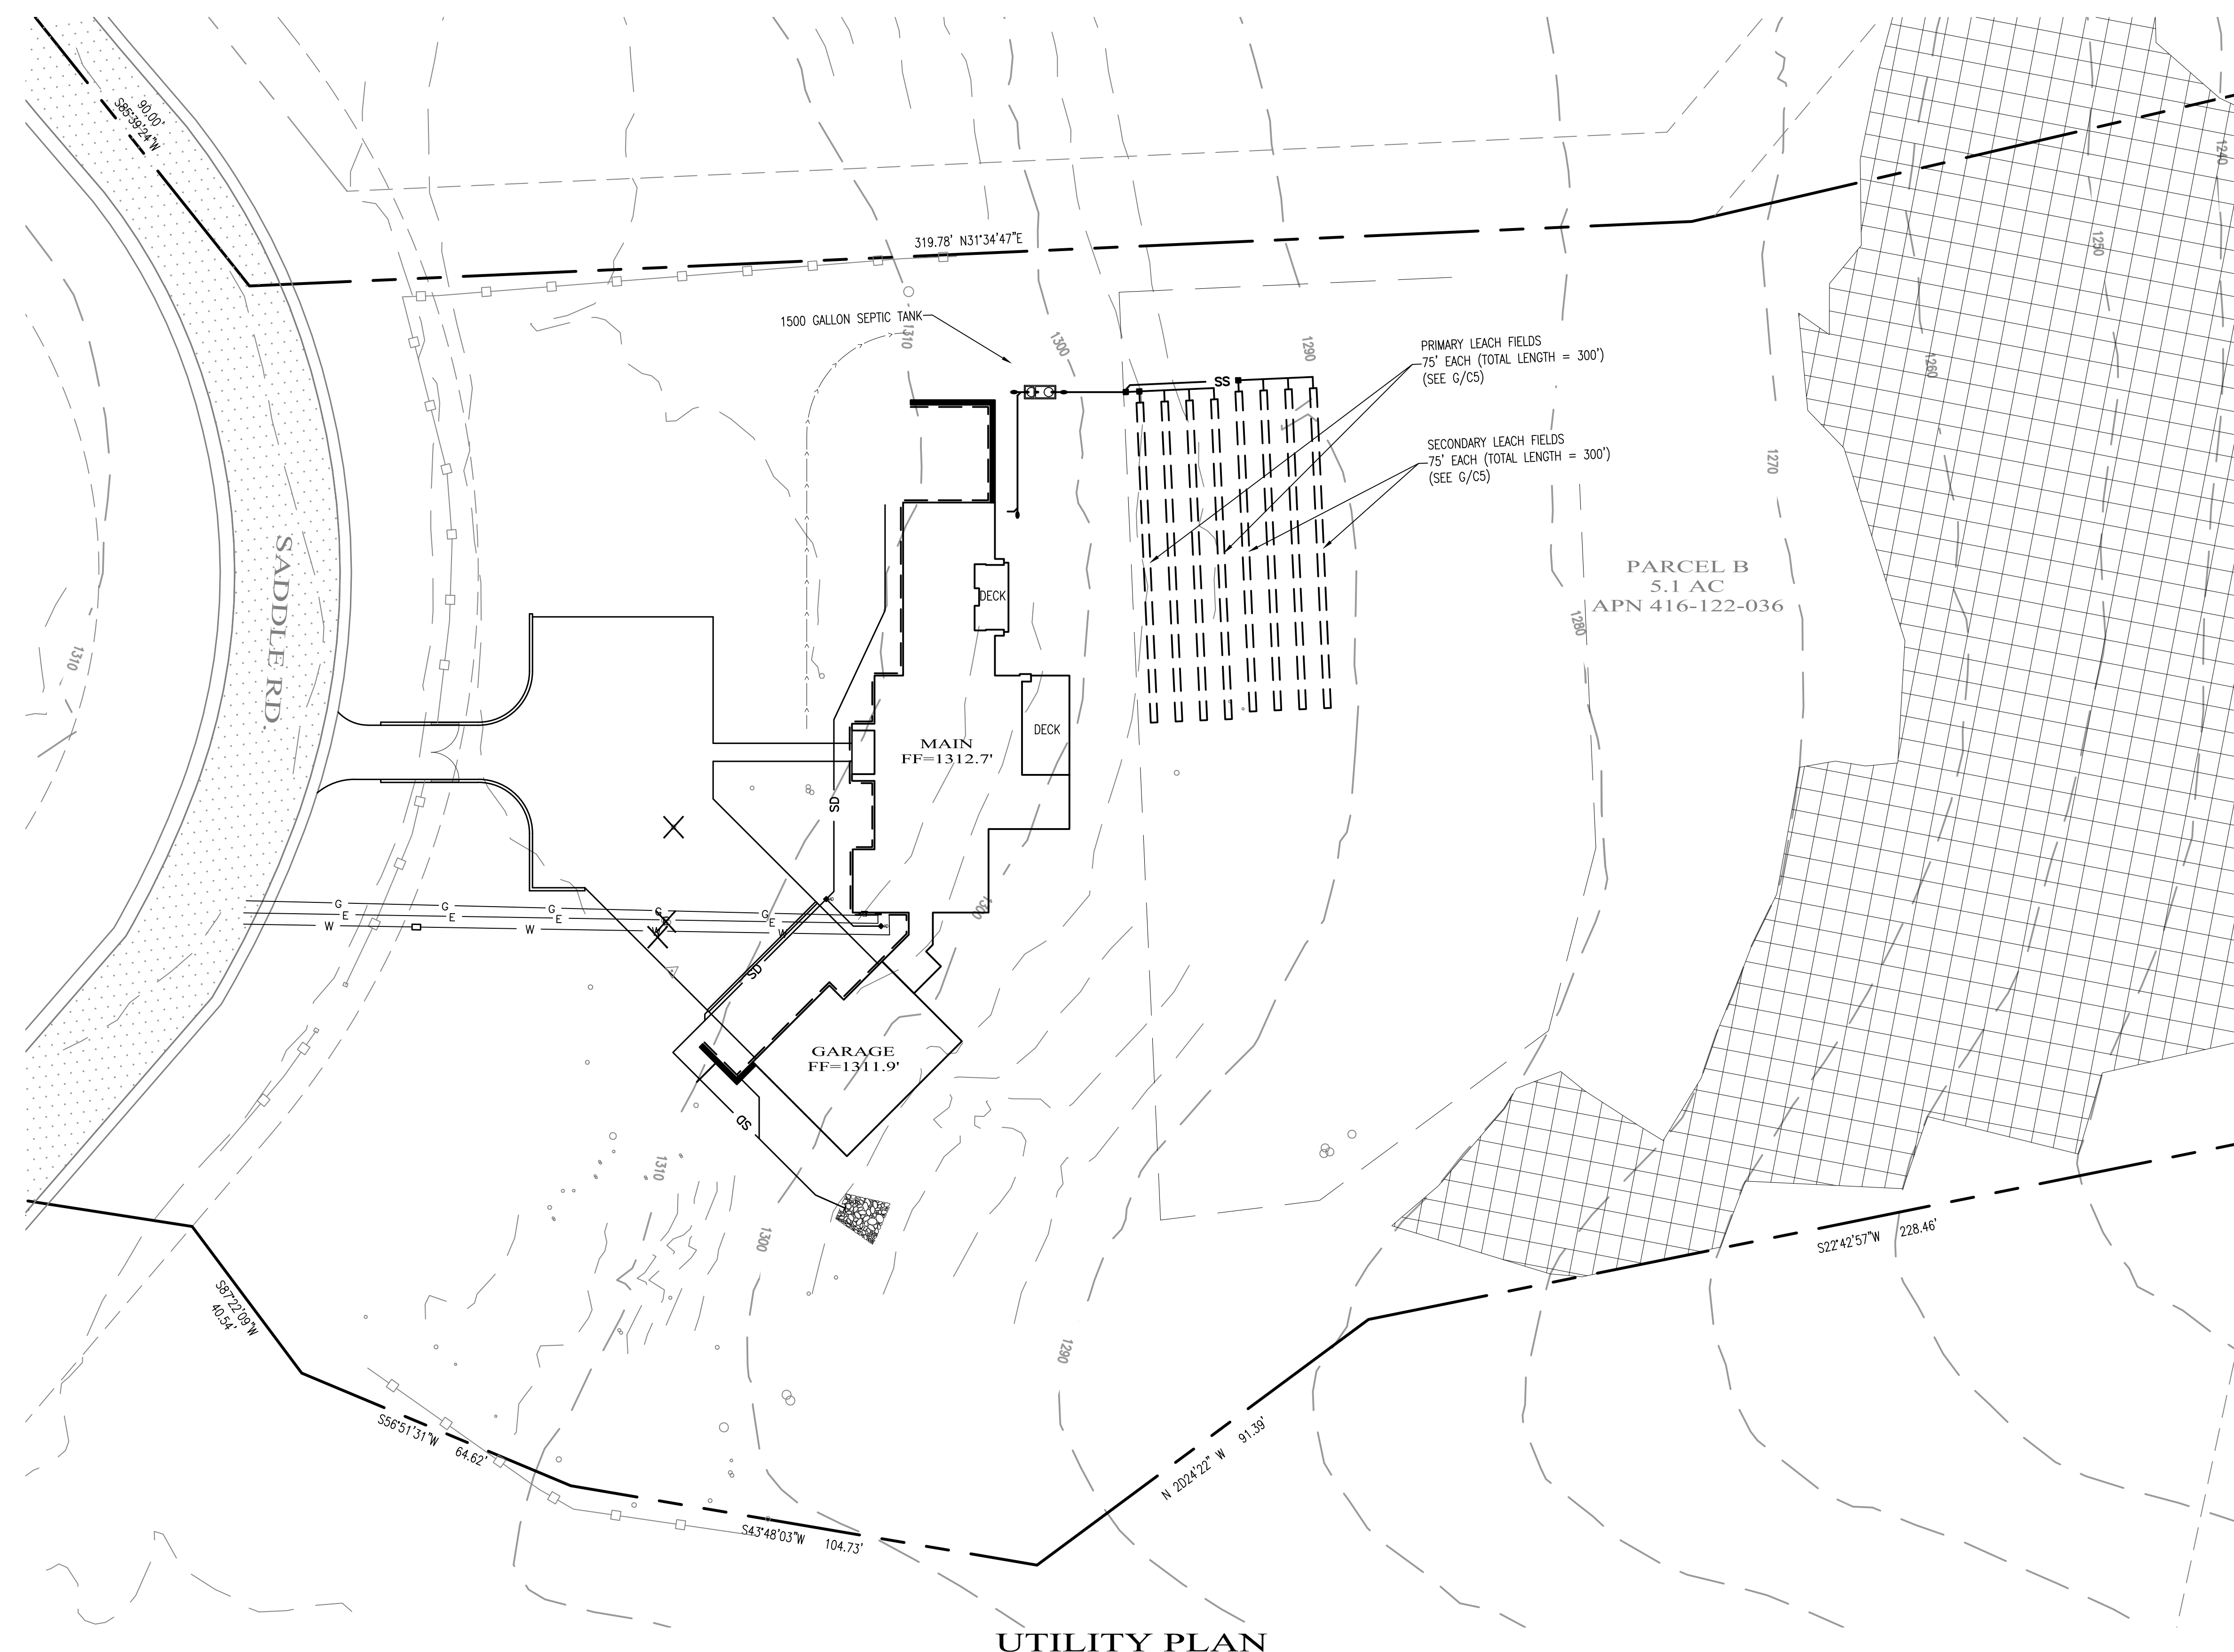 90.00'
S85°39'24"W
319.78' N31°34'47"E
1240
1250
1500 GALLON SEPTIC TANK
1310
1300
1290
PRIMARY LEACH FIELDS
75' EACH (TOTAL LENGTH = 300')
(SEE G/C5)
1260
SS
SECONDARY LEACH FIELDS
75' EACH (TOTAL LENGTH = 300')
(SEE G/C5)
1270
SADDLE RD.
PARCEL B
5.1 AC
APN 416-122-036
DECK
1280
1310
DECK
MAIN
FF=1312.7'
SD
G G G G G
E E E E E
W W W W W
1300
SD
GARAGE
FF=1311.9'
SD
1310
1300
S22°42'57"W 228.46'
S87°22'09"W
40.54'
1290
S56°51'31"W 64.62'
N 2D24'22" W 91.39'
S43°48'03"W 104.73'
UTILITY PLAN